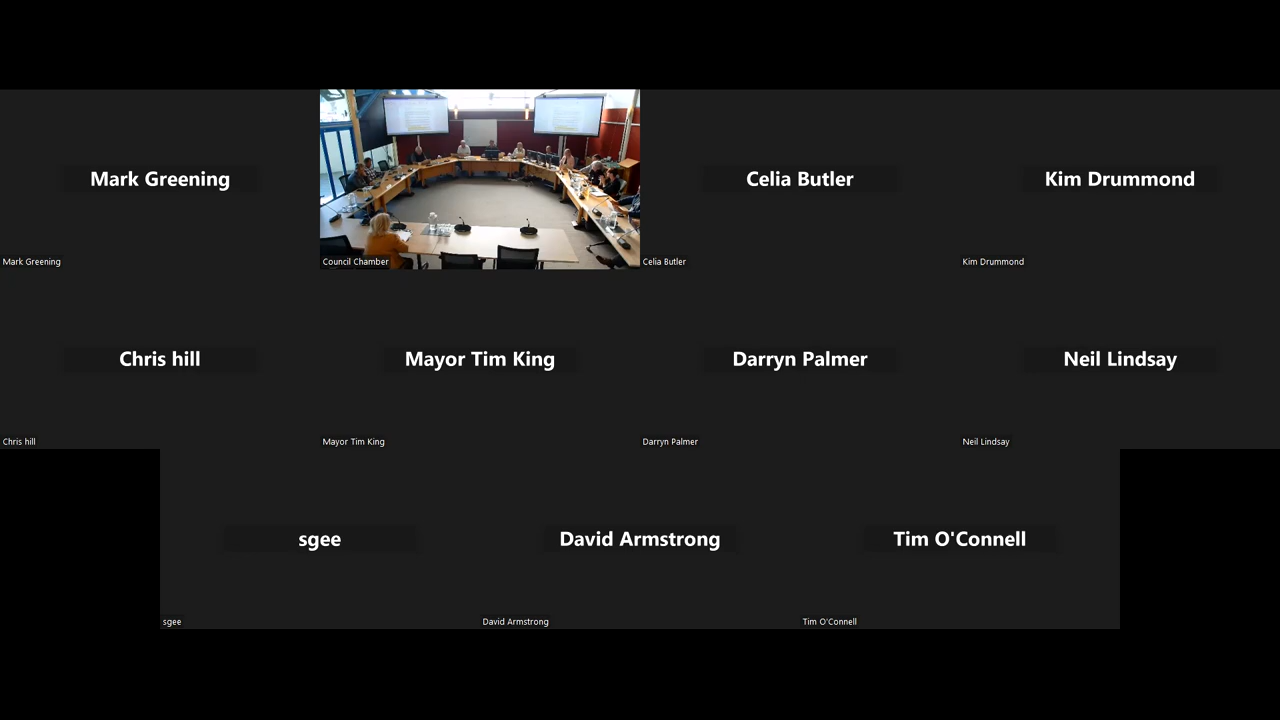 Mark Greening
Celia Butler
Kim Drummond
Mark Greening
Council Chamber
Celia Butler
Kim Drummond
Chris hill
Mayor Tim King
Darryn Palmer
Neil Lindsay
Chris hill
Mayor Tim King
Darryn Palmer
Neil Lindsay
sgee
David Armstrong
Tim O'Connell
sgee
David Armstrong
Tim O'Connell